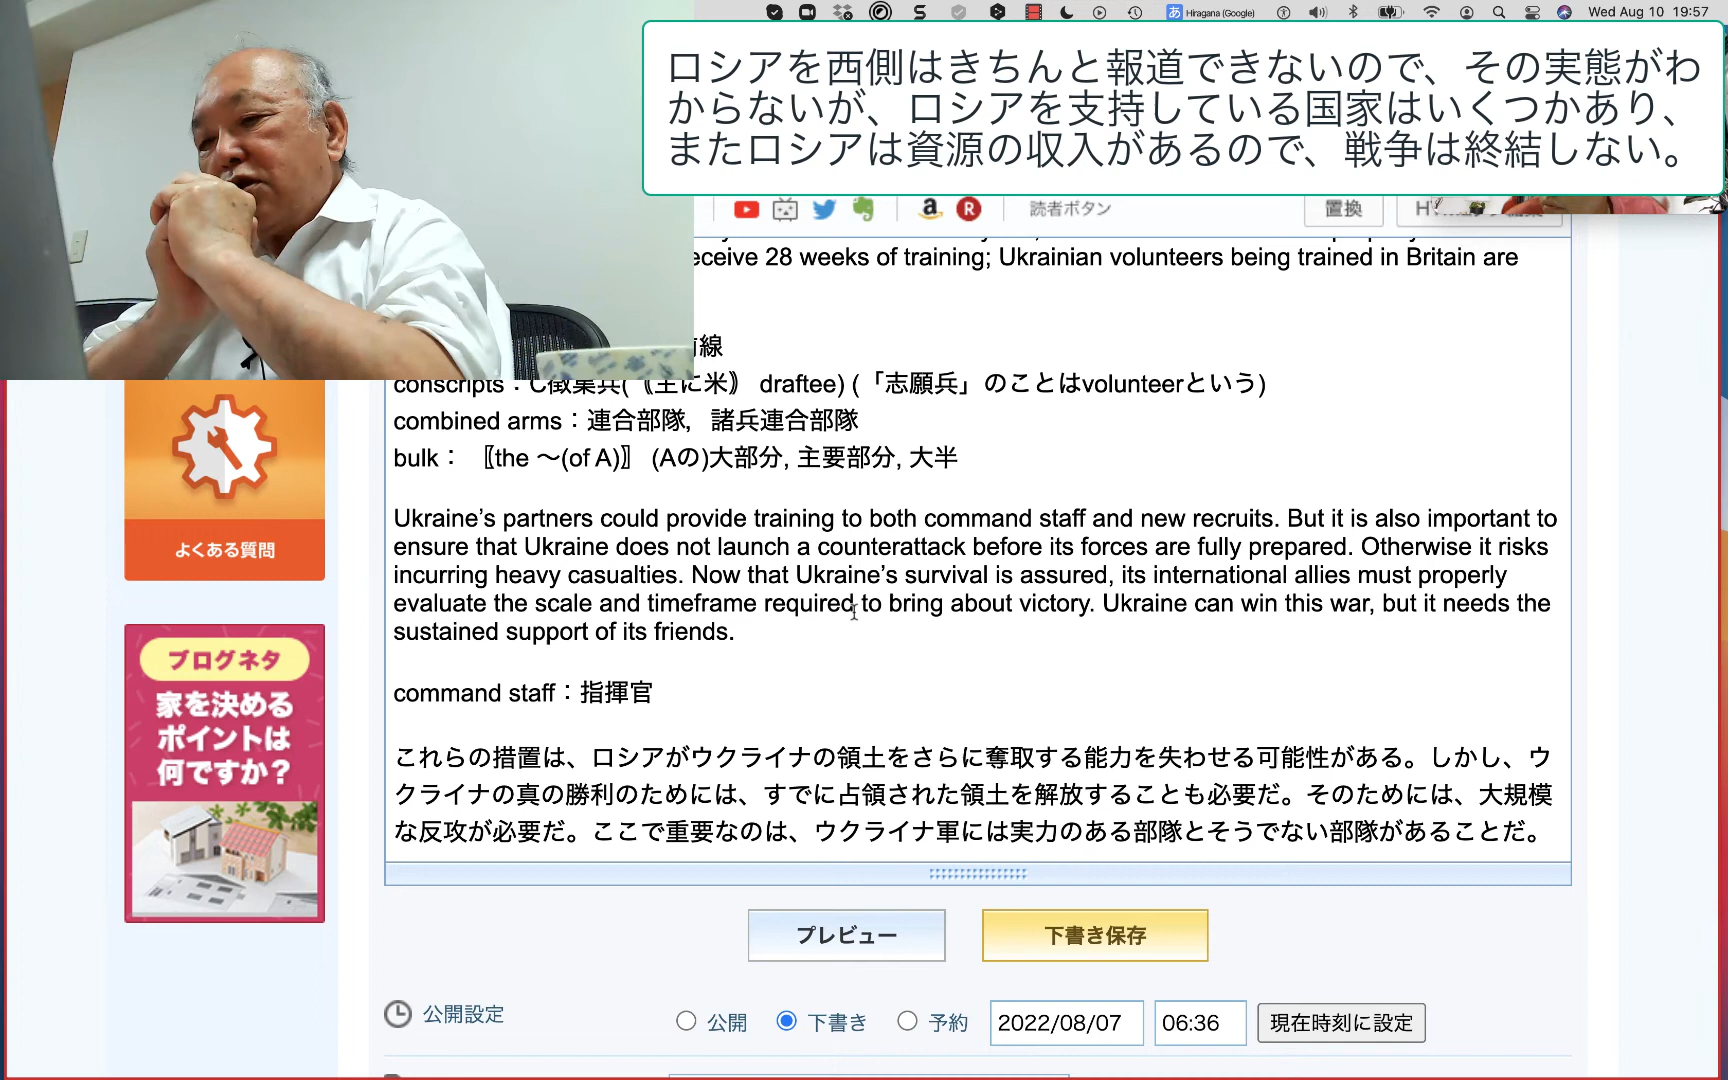 Hiragana (Google)
Wed Aug 10 19:57
ロシアを西側はきちんと報道できないので、その実態がわ
からないが、ロシアを支持している国家はいくつかあり、
またロシアは資源の収入があるので、戦争は終結しない。
読者ボタン
置換
eceive 28 weeks of training; Ukrainian volunteers being trained in Britain are
線
conscripts：C徴集兵(⟪主に米⟫ draftee) (「志願兵」のことはvolunteerという)
combined arms：連合部隊, 諸兵連合部隊
bulk： 〖the ～(of A)〗 (Aの)大部分, 主要部分, 大半
Ukraine’s partners could provide training to both command staff and new recruits. But it is also important to
ensure that Ukraine does not launch a counterattack before its forces are fully prepared. Otherwise it risks
incurring heavy casualties. Now that Ukraine’s survival is assured, its international allies must properly
evaluate the scale and timeframe required to bring about victory. Ukraine can win this war, but it needs the
sustained support of its friends.
command staff：指揮官
これらの措置は、ロシアがウクライナの領土をさらに奪取する能力を失わせる可能性がある。しかし、ウ
クライナの真の勝利のためには、すでに占領された領土を解放することも必要だ。そのためには、大規模
な反攻が必要だ。ここで重要なのは、ウクライナ軍には実力のある部隊とそうでない部隊があることだ。
よくある質問
ブログネタ
家を決める
ポイントは
何ですか？
プレビュー
下書き保存
公開設定
公開
下書き
予約
2022/08/07
06:36
現在時刻に設定